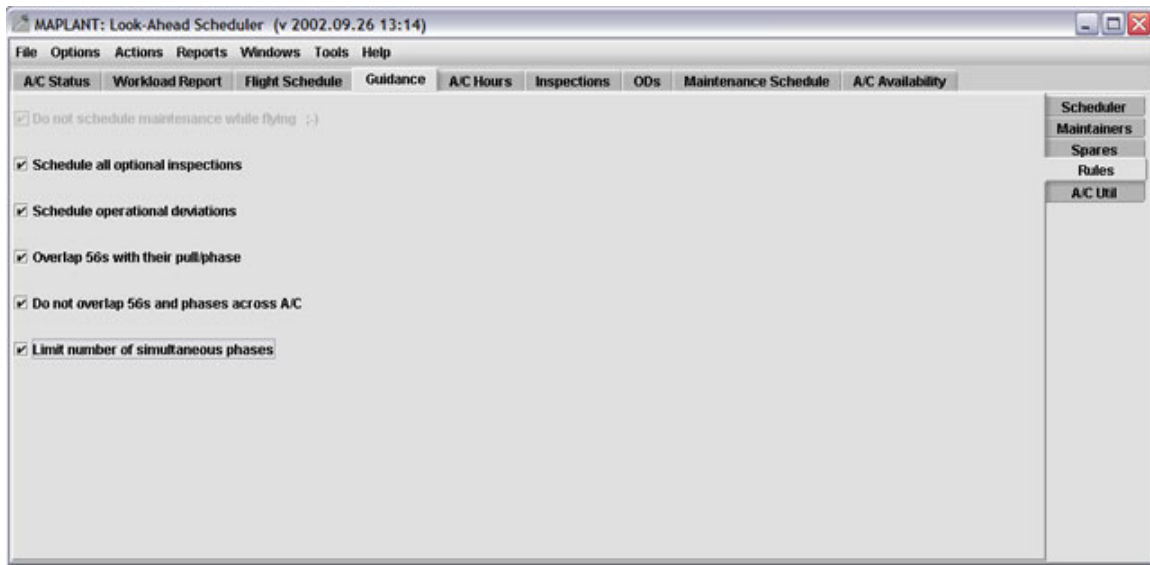 MAPLANT: Look-Ahead Scheduler (v 2002.09.26 13:14)
File Options Actions Reports Windows Tools Help
A/C Status Workload Report Flight Schedule Guidance A/C Hours Inspections ODs Maintenance Schedule A/C Availability
Do not schedule maintenance while flying ;-)
Schedule all optional inspections
Schedule operational deviations
Overlap 56s with their pull/phase
Do not overlap 56s and phases across A/C
Limit number of simultaneous phases
Scheduler
Maintainers
Spares
Rules
A/C Util